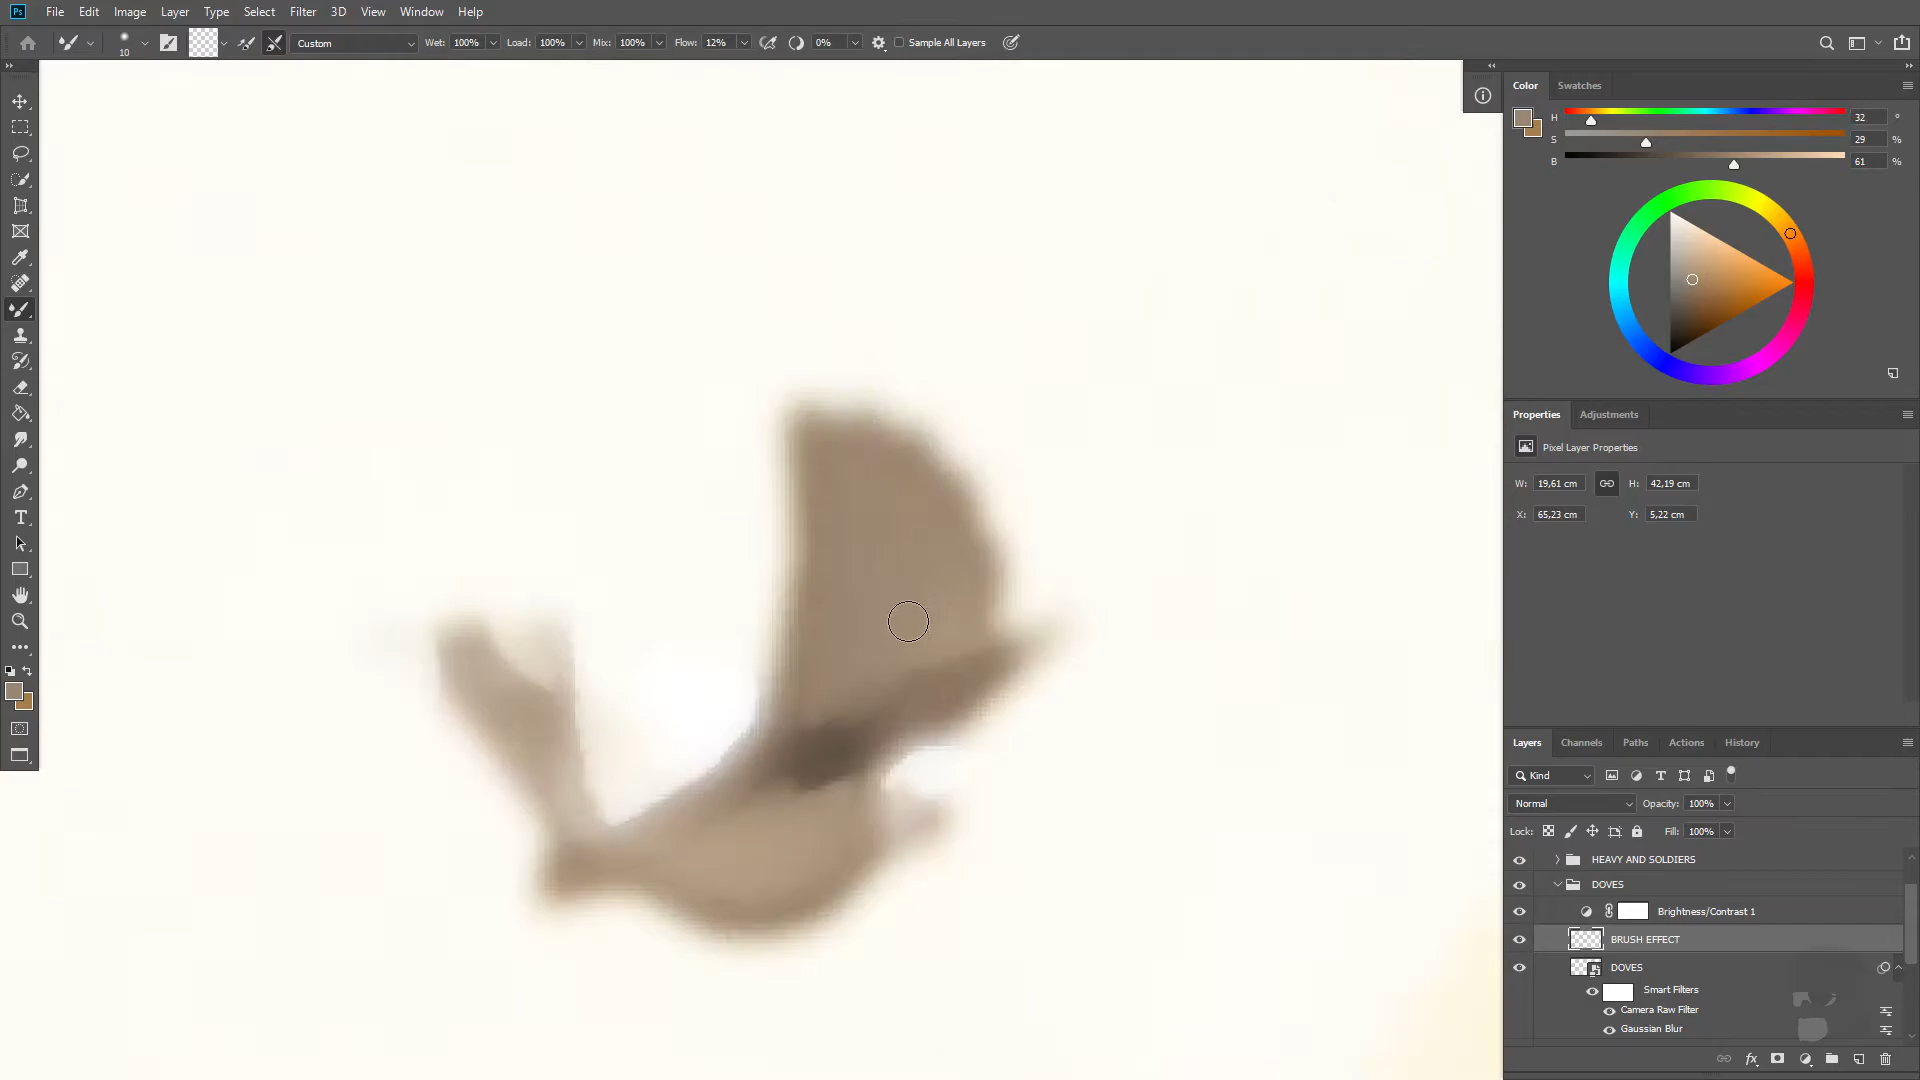 Ps File Edit Image Layer Type Select Filter 3D View Window Help
10 Custom Wet: 100% Load: 100% Mix: 100% Flow: 12% 0% Sample All Layers
Color Swatches
H 32 °
S 29 %
B 61 %
Properties Adjustments
Pixel Layer Properties
W: 19,61 cm H: 42,19 cm
X: 65,23 cm Y: 5,22 cm
Layers Channels Paths Actions History
Kind
Normal Opacity: 100%
Lock: Fill: 100%
HEAVY AND SOLDIERS
DOVES
Brightness/Contrast 1
BRUSH EFFECT
DOVES
Smart Filters
Camera Raw Filter
Gaussian Blur
fx